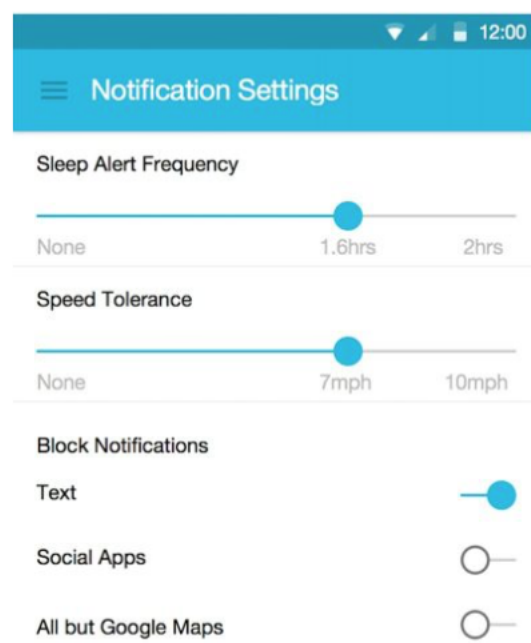 12:00
Notification Settings
Sleep Alert Frequency
None 1.6hrs 2hrs
Speed Tolerance
None 7mph 10mph
Block Notifications
Text
Social Apps
All but Google Maps